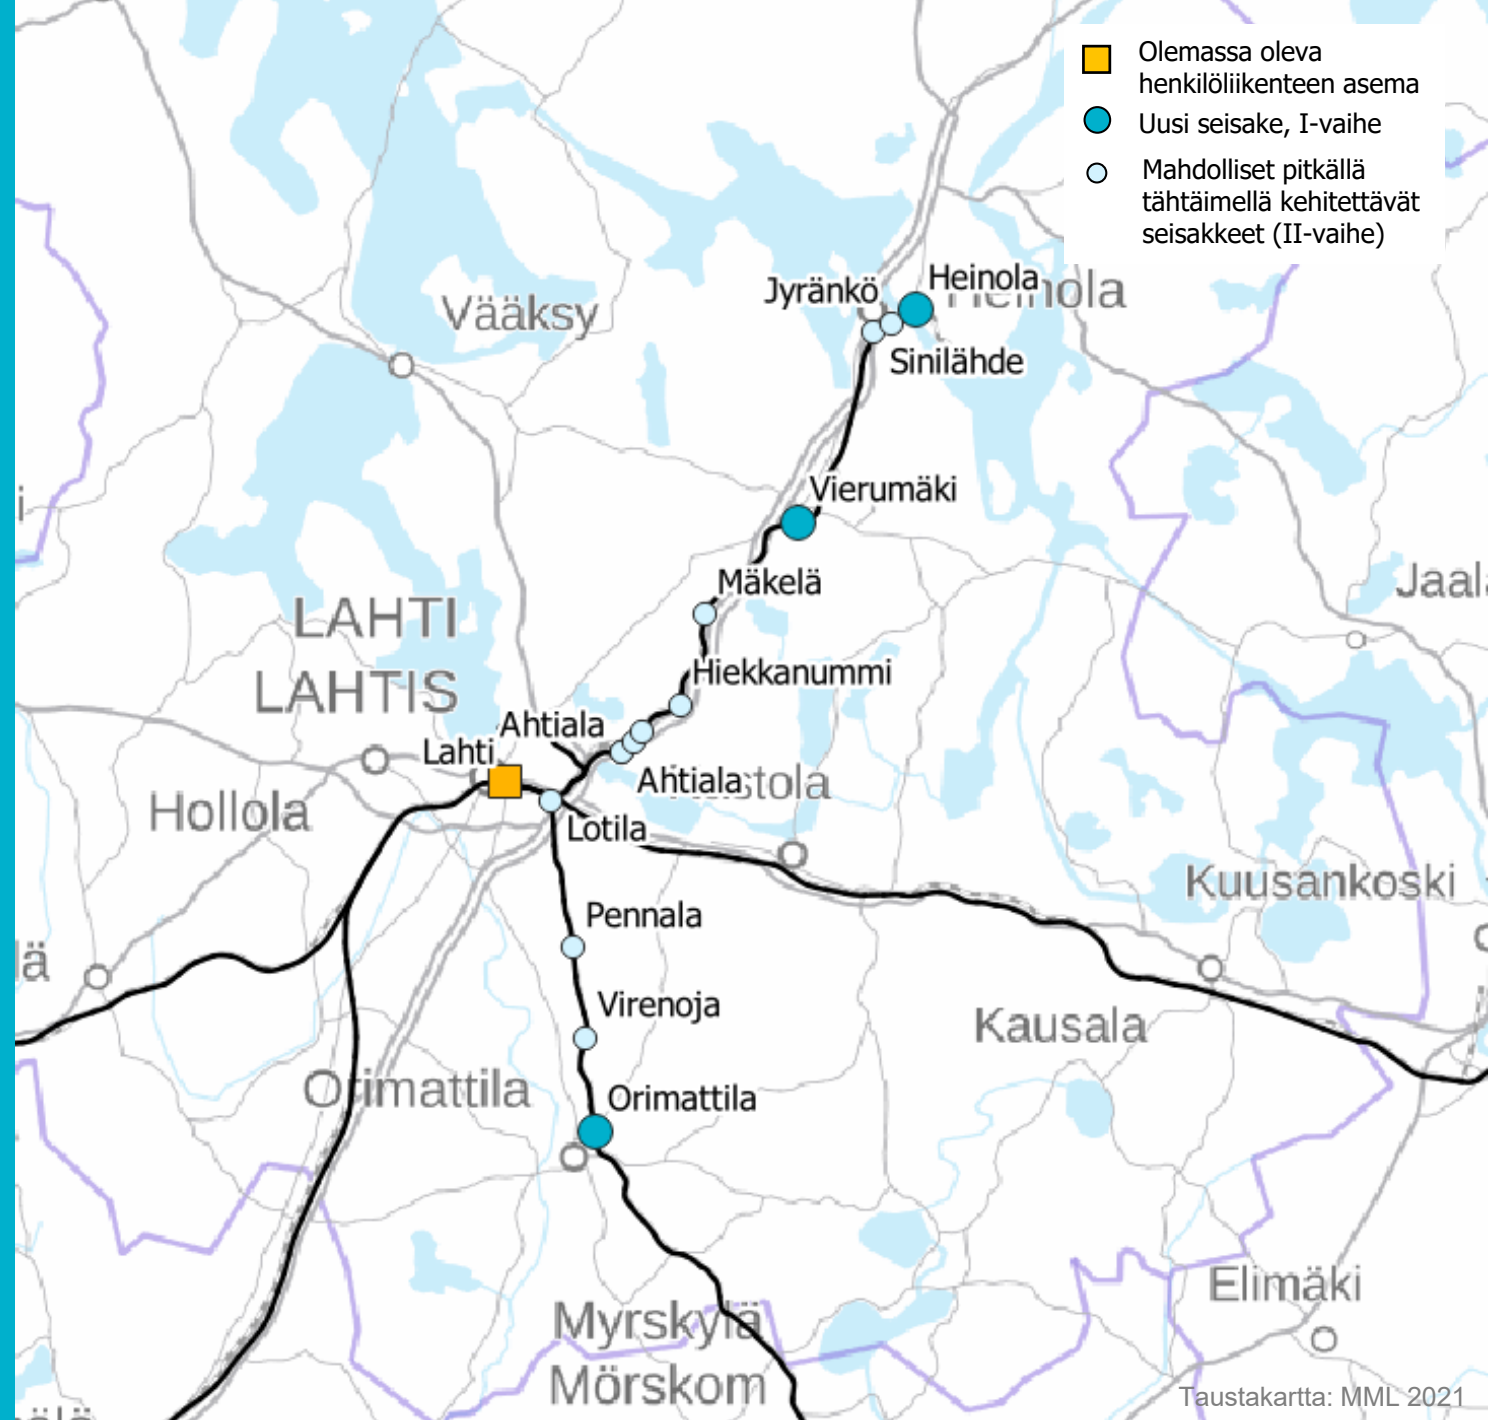 Olemassa oleva
henkilöliikenteen asema
Uusi seisake, I-vaihe
Mahdolliset pitkällä
tähtäimellä kehitettävät
seisakkeet (II-vaihe)
Heinola
Jyränkö
Heinola
Vääksy
Sinilähde
Vierumäki
i
Jaala
Mäkelä
LAHTI
LAHTIS
Hiekkanummi
Ahtiala
Lahti
Ahtiala
Hollola
Lotila
Kuusankoski
Pennala
lä
Virenoja
Kausala
Orimattila
Orimattila
Elimäki
Myrskylä
Mörskom
Taustakartta: MML 2021